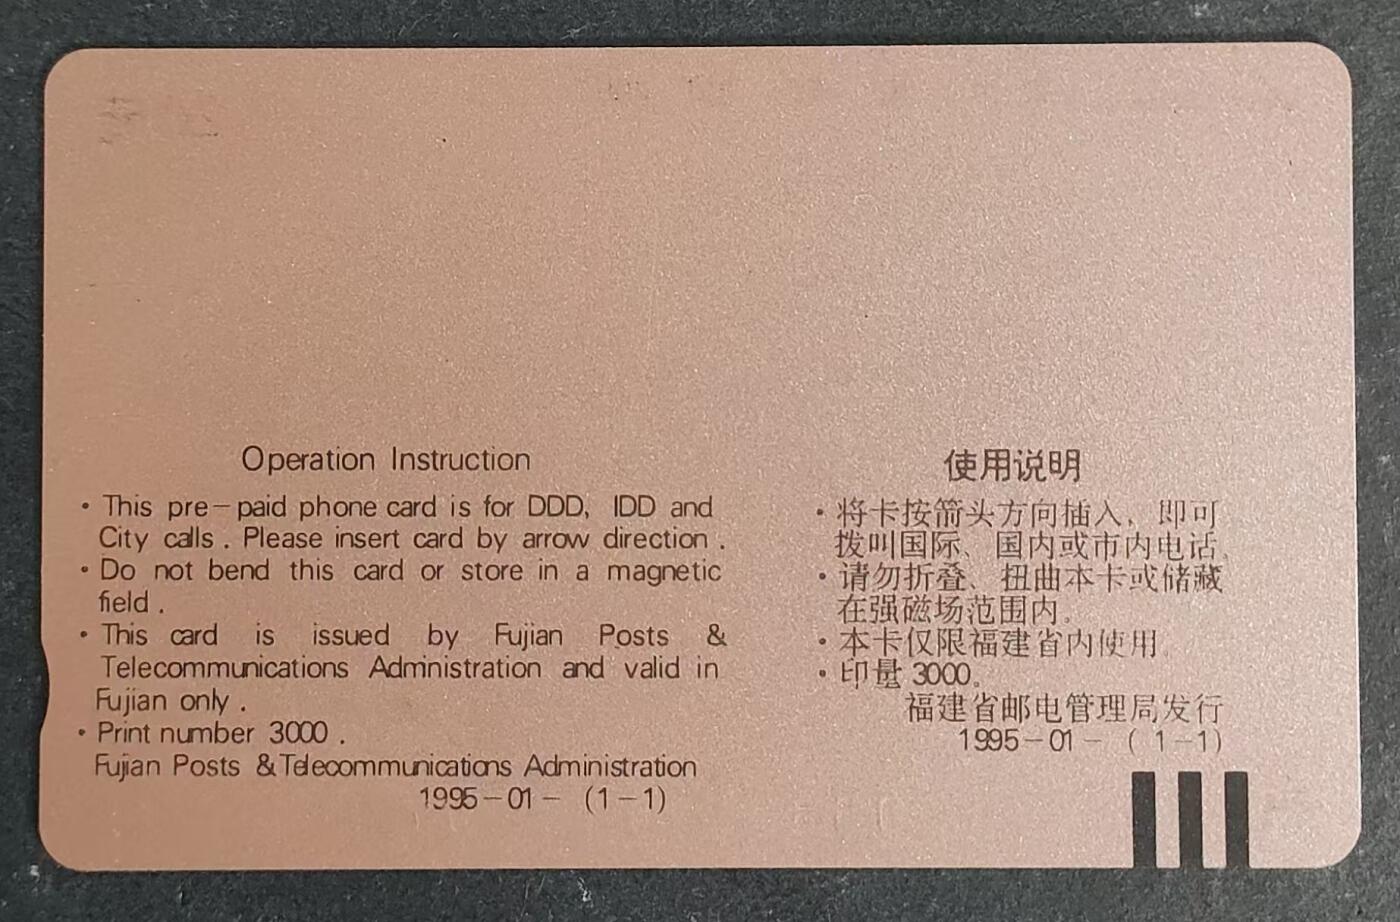 Operation Instruction
• This pre-paid phone card is for DDD, IDD and
City calls. Please insert card by arrow direction.
• Do not bend this card or store in a magnetic
field.
• This card is issued by Fujian Posts &
Telecommunications Administration and valid in
Fujian only.
• Print number 3000.
Fujian Posts & Telecommunications Administration
1995-01- (1-1)
使用说明
• 将卡按箭头方向插入，即可
拨叫国际、国内或市内电话。
• 请勿折叠、扭曲本卡或储藏
在强磁场范围内。
• 本卡仅限福建省内使用。
• 印量3000。
福建省邮电管理局发行
1995-01- (1-1)